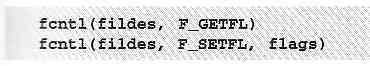 fcntl(fildes, F_GETFL)
fcntl(fildes, F_SETFL, flags)